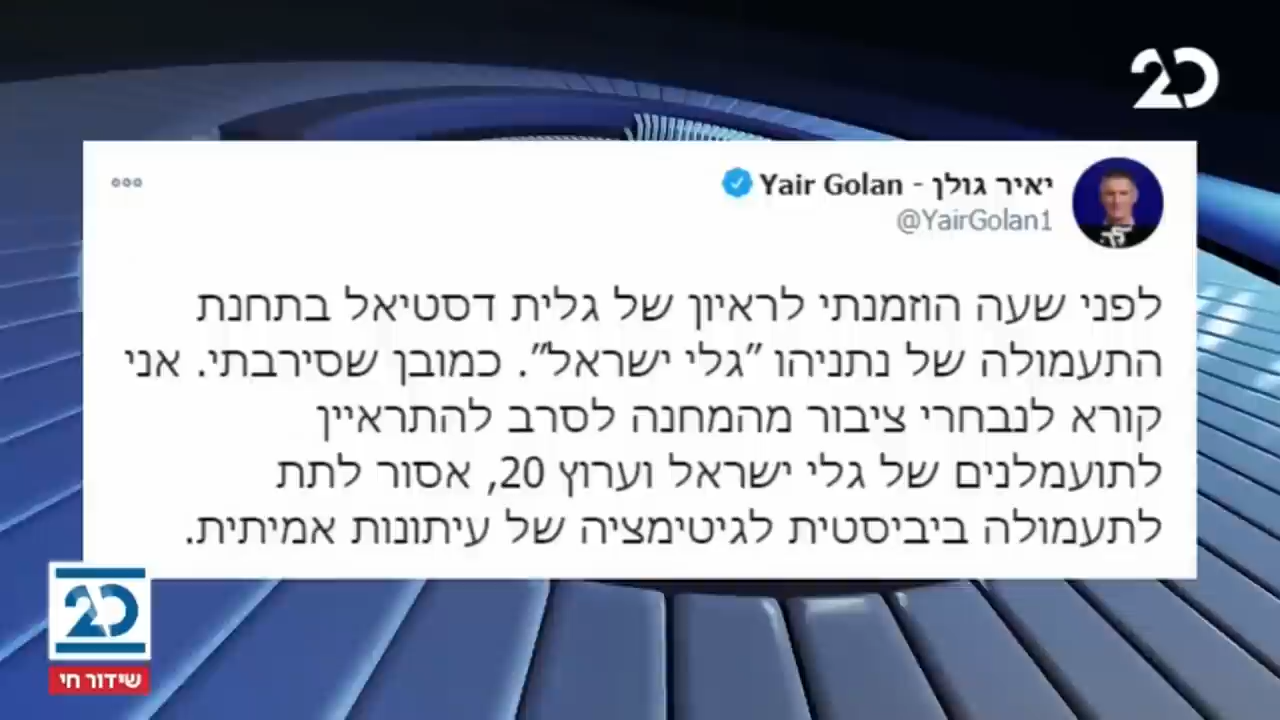 20
יאיר גולן - Yair Golan
@YairGolan1
לפני שעה הוזמנתי לראיון של גלית דסטיאל בתחנת
התעמולה של נתניהו "גלי ישראל". כמובן שסירבתי. אני
קורא לנבחרי ציבור מהמחנה לסרב להתראיין
לתועמלנים של גלי ישראל וערוץ 20, אסור לתת
לתעמולה ביביסטית לגיטימציה של עיתונות אמיתית.
20
שידור חי